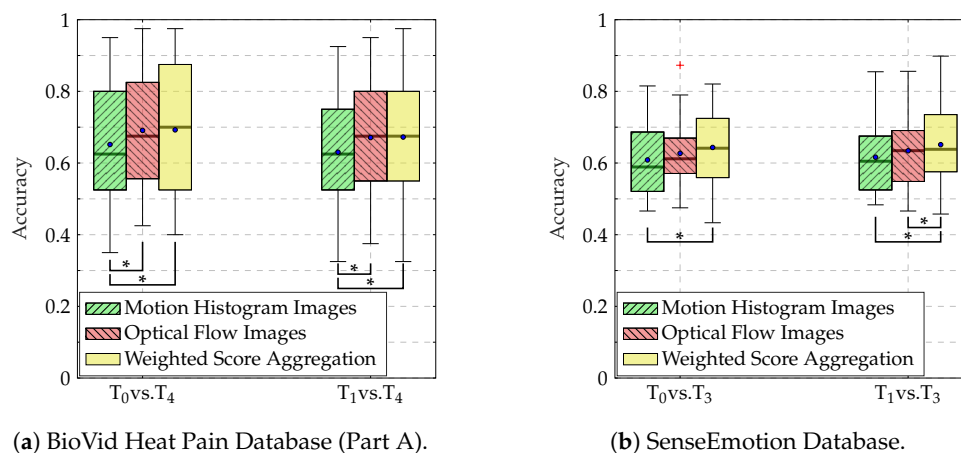 1
0.8
0.6
0.4
0.2
0
Accuracy
* 
*
*
*
Motion Histogram Images
Optical Flow Images
Weighted Score Aggregation
T₀vs.T₄
T₁vs.T₄
(a) BioVid Heat Pain Database (Part A).
1
0.8
0.6
0.4
0.2
0
Accuracy
*
*
*
Motion Histogram Images
Optical Flow Images
Weighted Score Aggregation
T₀vs.T₃
T₁vs.T₃
(b) SenseEmotion Database.